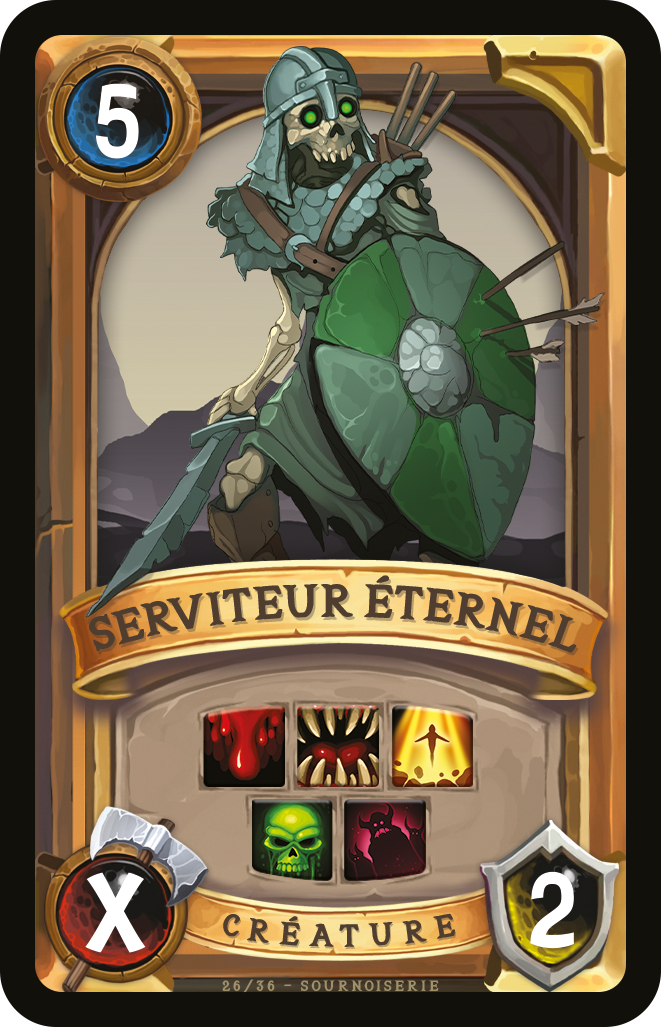 5
SERVITEUR ÉTERNEL
X
2
CRÉATURE
26/36 – SOURNOISERIE